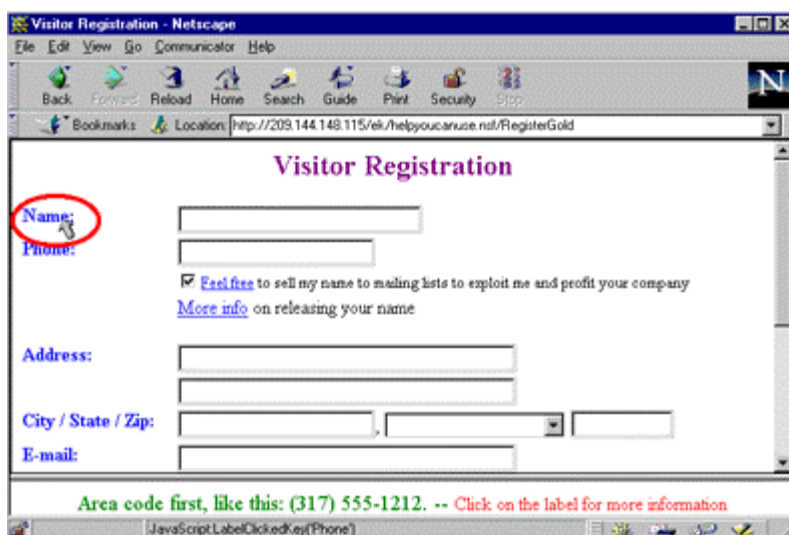 Visitor Registration - Netscape
File Edit View Go Communicator Help
Back Forward Reload Home Search Guide Print Security Stop
N
Bookmarks Location: http://209.144.148.115/ek/helpyoucanuse.nsf/RegisterGold
Visitor Registration
Name:
Phone:
Feel free to sell my name to mailing lists to exploit me and profit your company
More info on releasing your name
Address:
City / State / Zip:
,
E-mail:
Area code first, like this: (317) 555-1212. -- Click on the label for more information
JavaScript:LabelClickedKey('Phone')